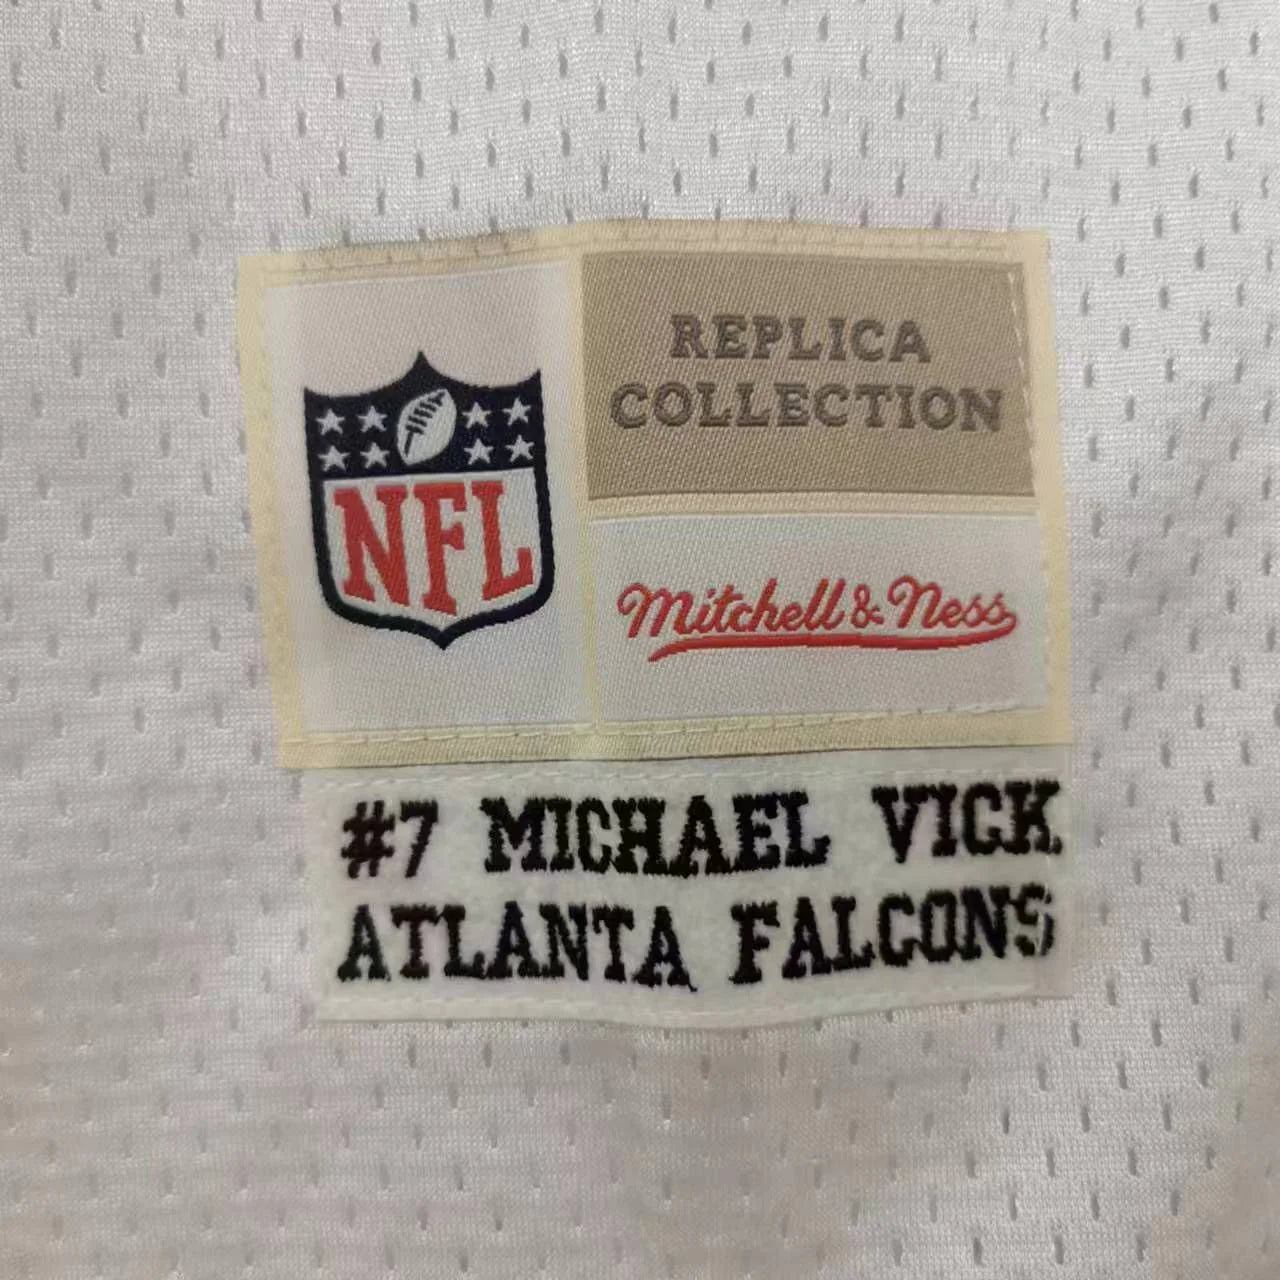 NFL
REPLICA
COLLECTION
Mitchell & Ness
#7 MICHAEL VICK
ATLANTA FALCONS